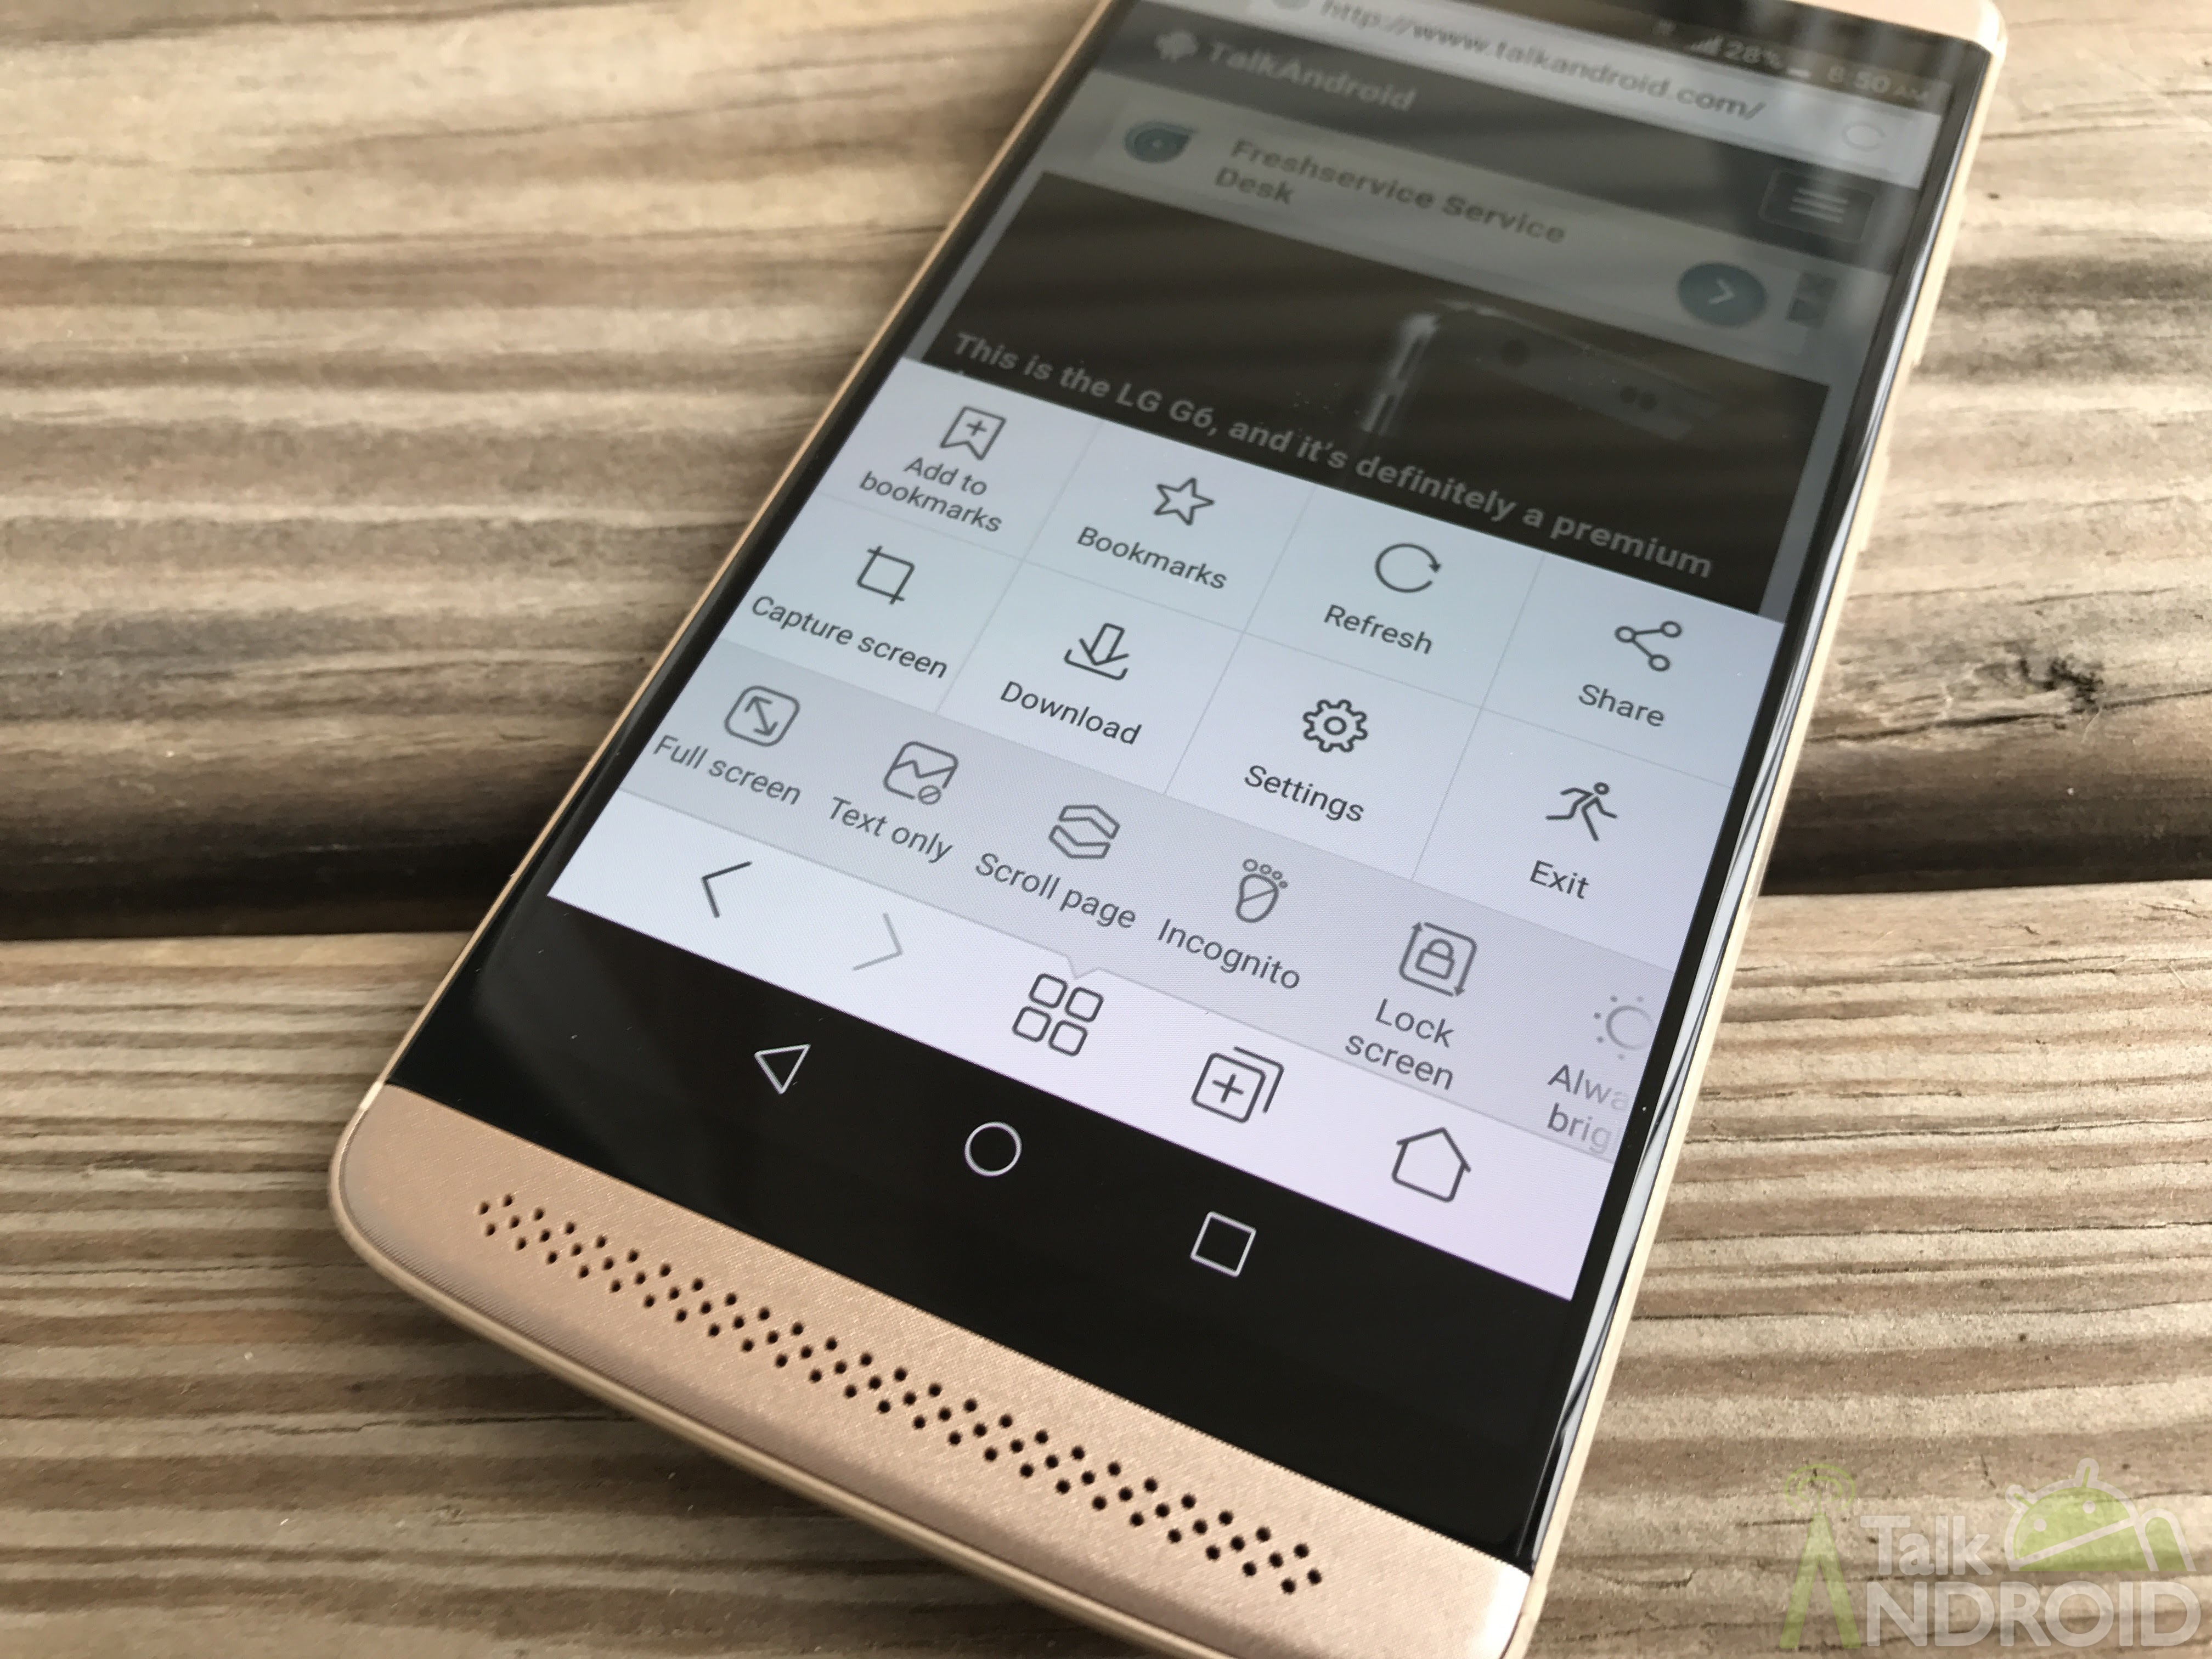 28% 8:50 AM
http://www.talkandroid.com/
TalkAndroid
Freshservice Service
Desk
This is the LG G6, and it's definitely a premium
Add to
bookmarks
Bookmarks
Refresh
Share
Capture screen
Download
Settings
Exit
Full screen
Text only
Scroll page
Incognito
Lock
screen
Alwa
brig
Talk
ANDROID